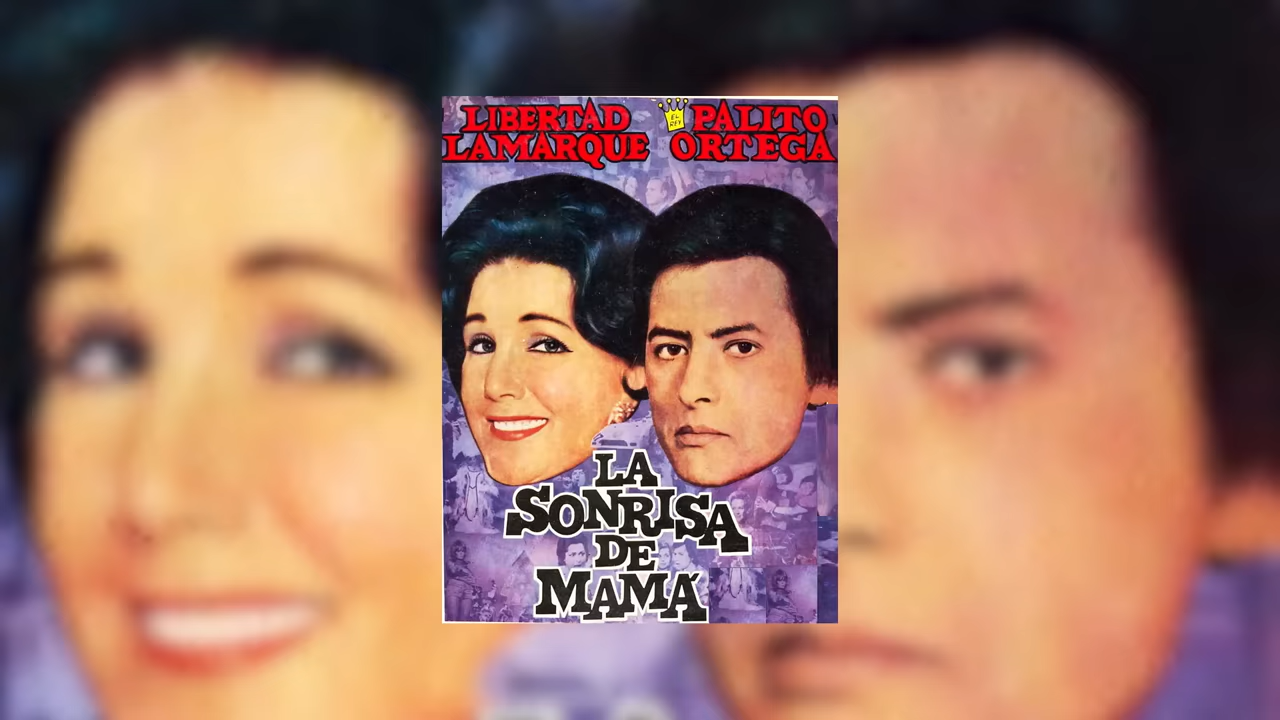 LIBERTAD
LAMARQUE
EL
REY
PALITO
ORTEGA
LA
SONRISA
DE
MAMÁ